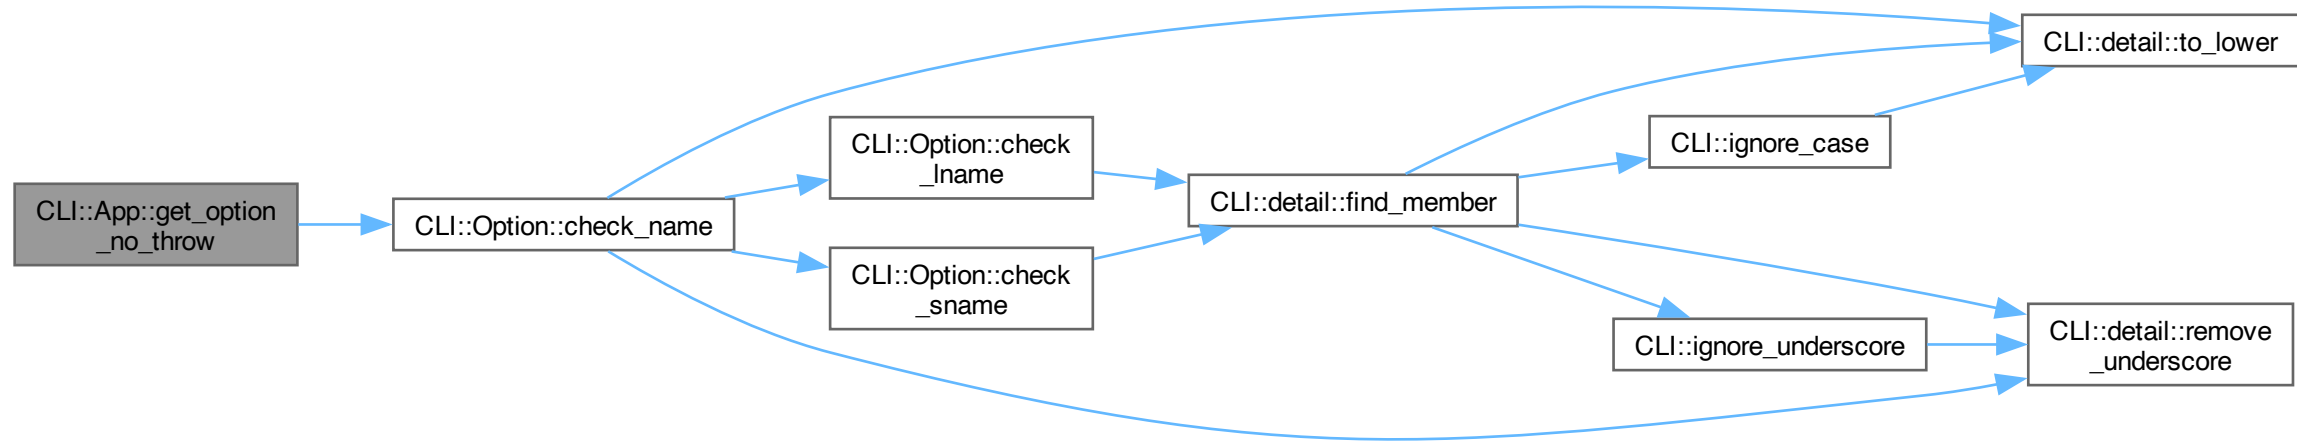 CLI::App::get_option
_no_throw
CLI::Option::check_name
CLI::Option::check
_lname
CLI::Option::check
_sname
CLI::detail::find_member
CLI::ignore_case
CLI::ignore_underscore
CLI::detail::to_lower
CLI::detail::remove
_underscore